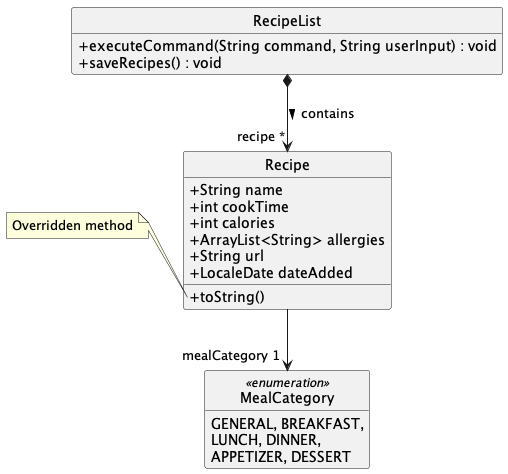 RecipeList
+executeCommand(String command, String userInput) : void
+saveRecipes() : void
contains
recipe *
Recipe
+String name
+int cookTime
+int calories
+ArrayList<String> allergies
+String url
+LocaleDate dateAdded
Overridden method
+toString()
mealCategory 1
«enumeration»
MealCategory
GENERAL, BREAKFAST,
LUNCH, DINNER,
APPETIZER, DESSERT